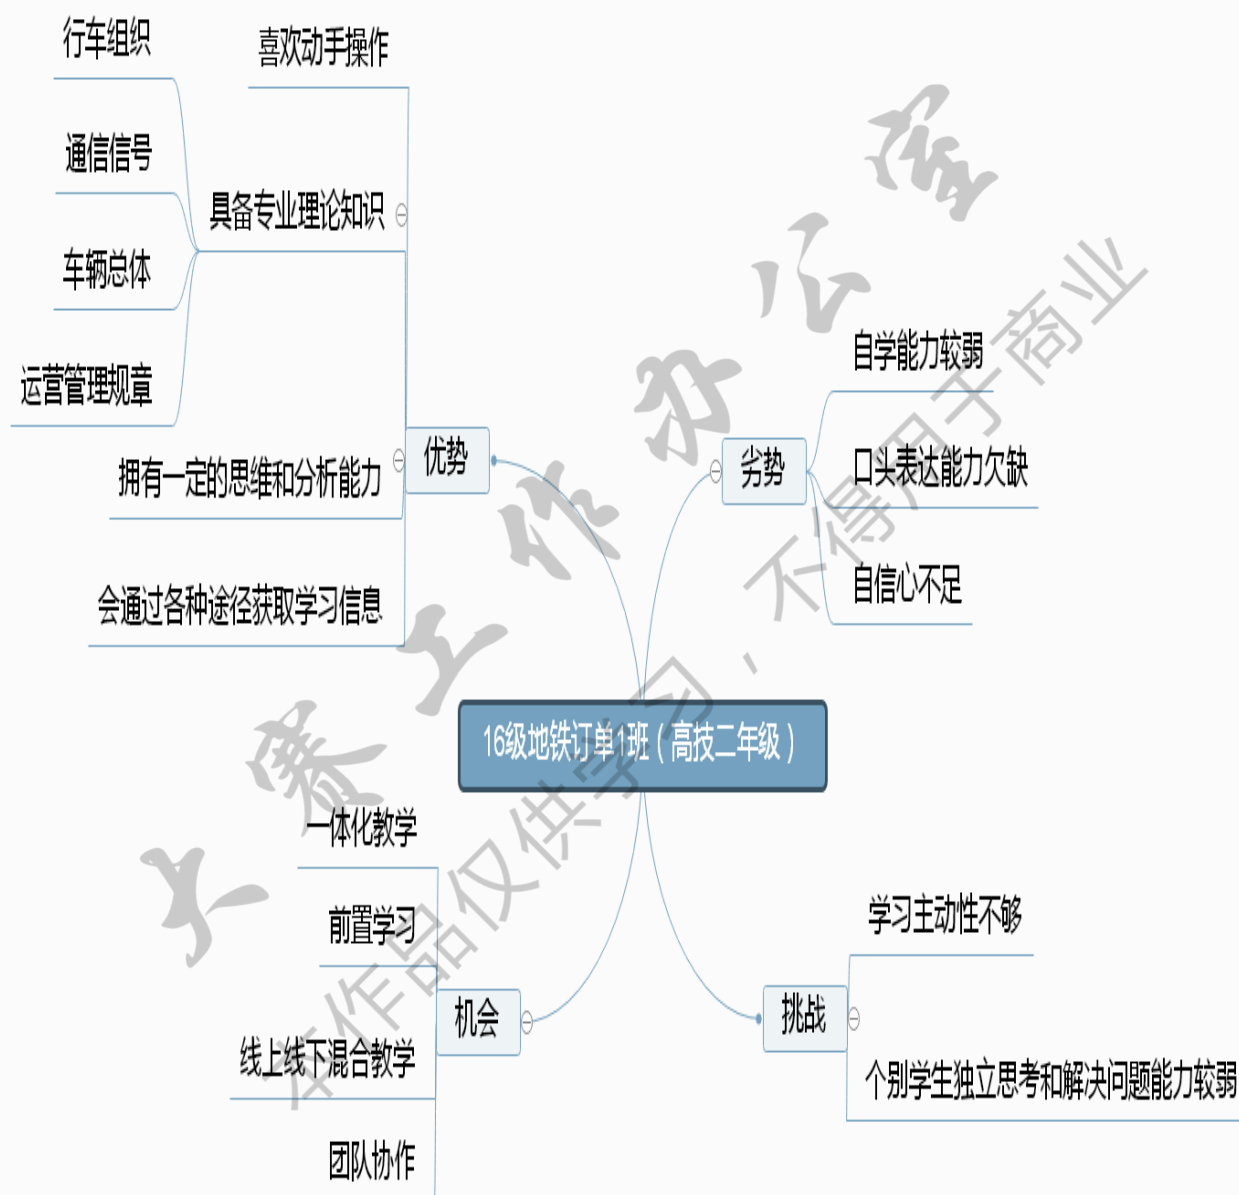 行车组织
通信信号
车辆总体
运营管理规章
喜欢动手操作
具备专业理论知识
拥有一定的思维和分析能力
会通过各种途径获取学习信息
优势
劣势
自学能力较弱
口头表达能力欠缺
自信心不足
16级地铁订单1班（高技二年级）
一体化教学
前置学习
线上线下混合教学
团队协作
机会
挑战
学习主动性不够
个别学生独立思考和解决问题能力较弱
大赛工作办公室
本作品仅供学习，不得用于商业